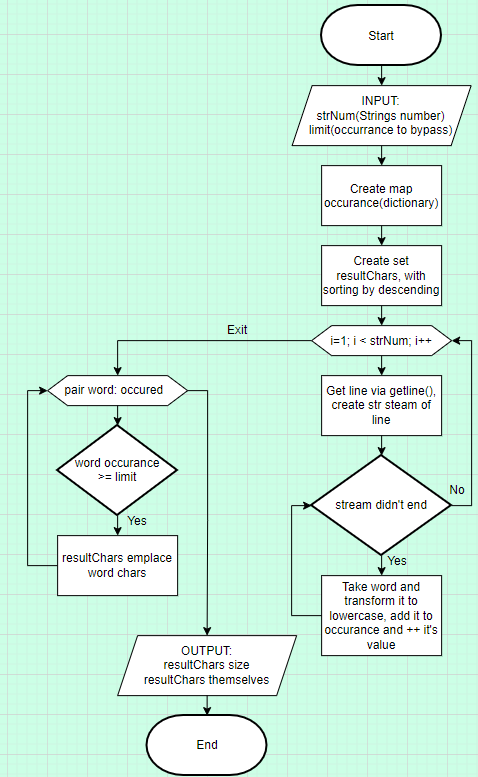 Start
INPUT:
strNum(Strings number)
limit(occurrance to bypass)
Create map
occurance(dictionary)
Create set
resultChars, with
sorting by descending
Exit
i=1; i < strNum; i++
pair word: occured
Get line via getline(),
create str steam of
line
word occurance
>= limit
No
stream didn't end
Yes
Yes
resultChars emplace
word chars
Take word and
transform it to
lowercase, add it to
occurance and ++ it's
value
OUTPUT:
resultChars size
resultChars themselves
End